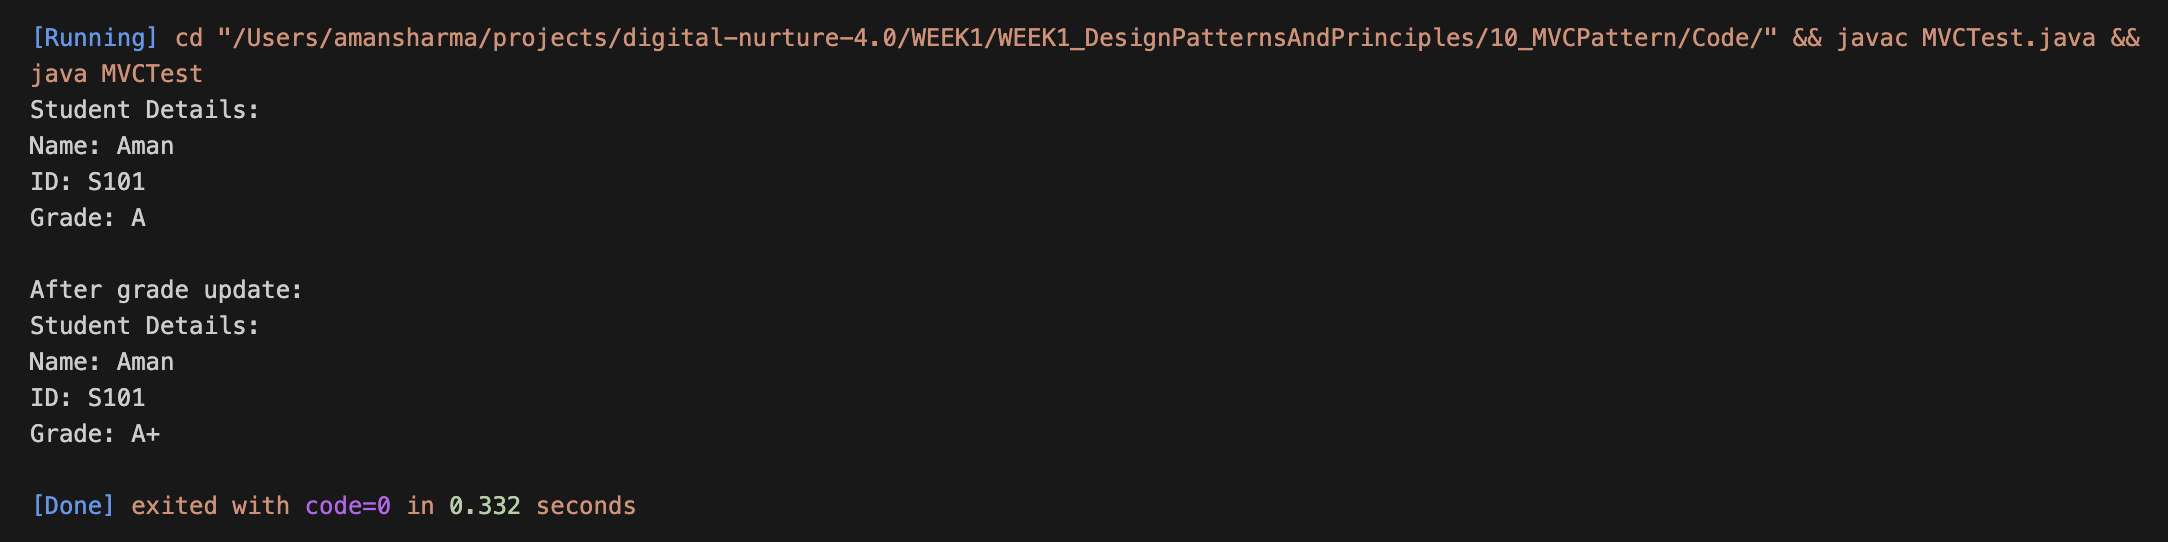 [Running] cd "/Users/amansharma/projects/digital-nurture-4.0/WEEK1/WEEK1_DesignPatternsAndPrinciples/10_MVCPattern/Code/" && javac MVCTest.java &&
java MVCTest
Student Details:
Name: Aman
ID: S101
Grade: A

After grade update:
Student Details:
Name: Aman
ID: S101
Grade: A+

[Done] exited with code=0 in 0.332 seconds